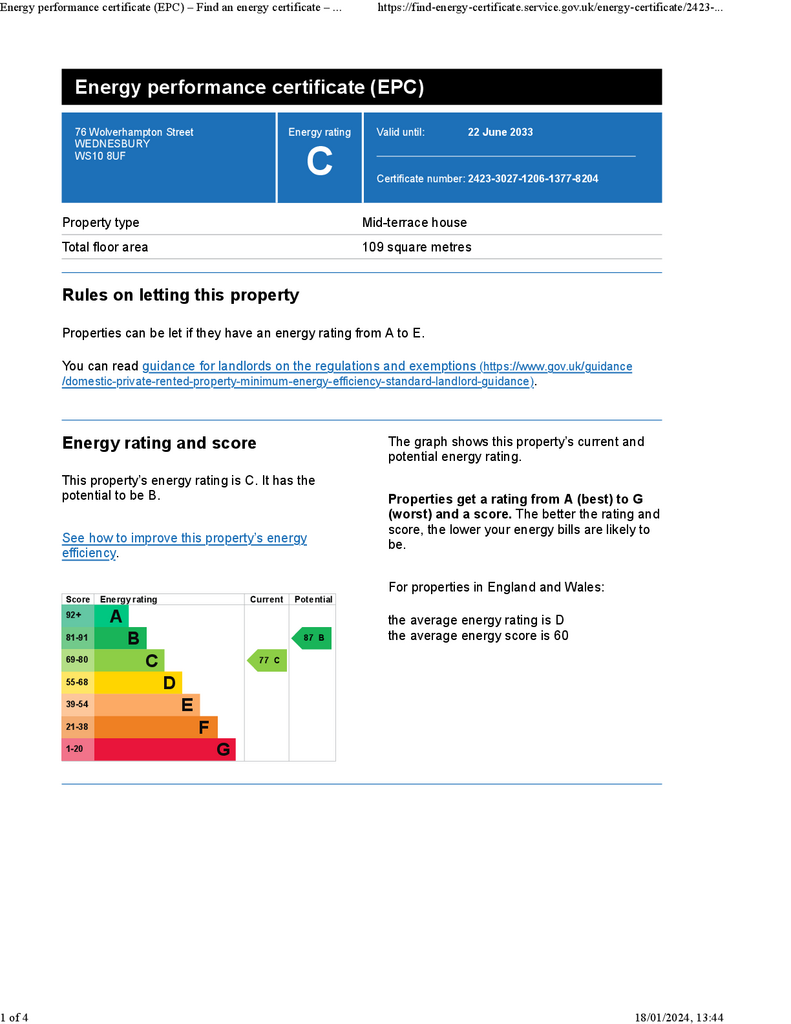 Energy performance certificate (EPC) – Find an energy certificate – ...
https://find-energy-certificate.service.gov.uk/energy-certificate/2423-...
Energy performance certificate (EPC)
76 Wolverhampton Street
WEDNESBURY
WS10 8UF
Energy rating
C
Valid until: 22 June 2033
Certificate number: 2423-3027-1206-1377-8204
Property type Mid-terrace house
Total floor area 109 square metres
Rules on letting this property
Properties can be let if they have an energy rating from A to E.
You can read guidance for landlords on the regulations and exemptions (https://www.gov.uk/guidance
/domestic-private-rented-property-minimum-energy-efficiency-standard-landlord-guidance).
Energy rating and score
This property's energy rating is C. It has the
potential to be B.
See how to improve this property's energy
efficiency.
Score Energy rating Current Potential
92+ A
81-91 B 87 B
69-80 C 77 C
55-68 D
39-54 E
21-38 F
1-20 G
The graph shows this property's current and
potential energy rating.
Properties get a rating from A (best) to G
(worst) and a score. The better the rating and
score, the lower your energy bills are likely to
be.
For properties in England and Wales:
the average energy rating is D
the average energy score is 60
1 of 4
18/01/2024, 13:44